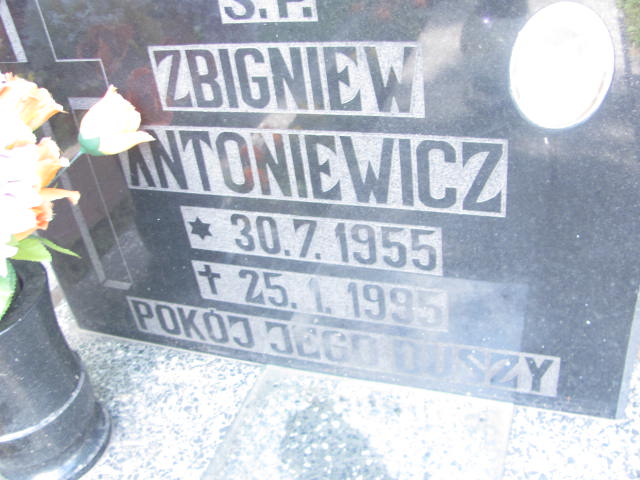 Ś.P.
ZBIGNIEW
ANTONIEWICZ
* 30.7.1955
† 25.1.1995
POKÓJ JEGO DUSZY